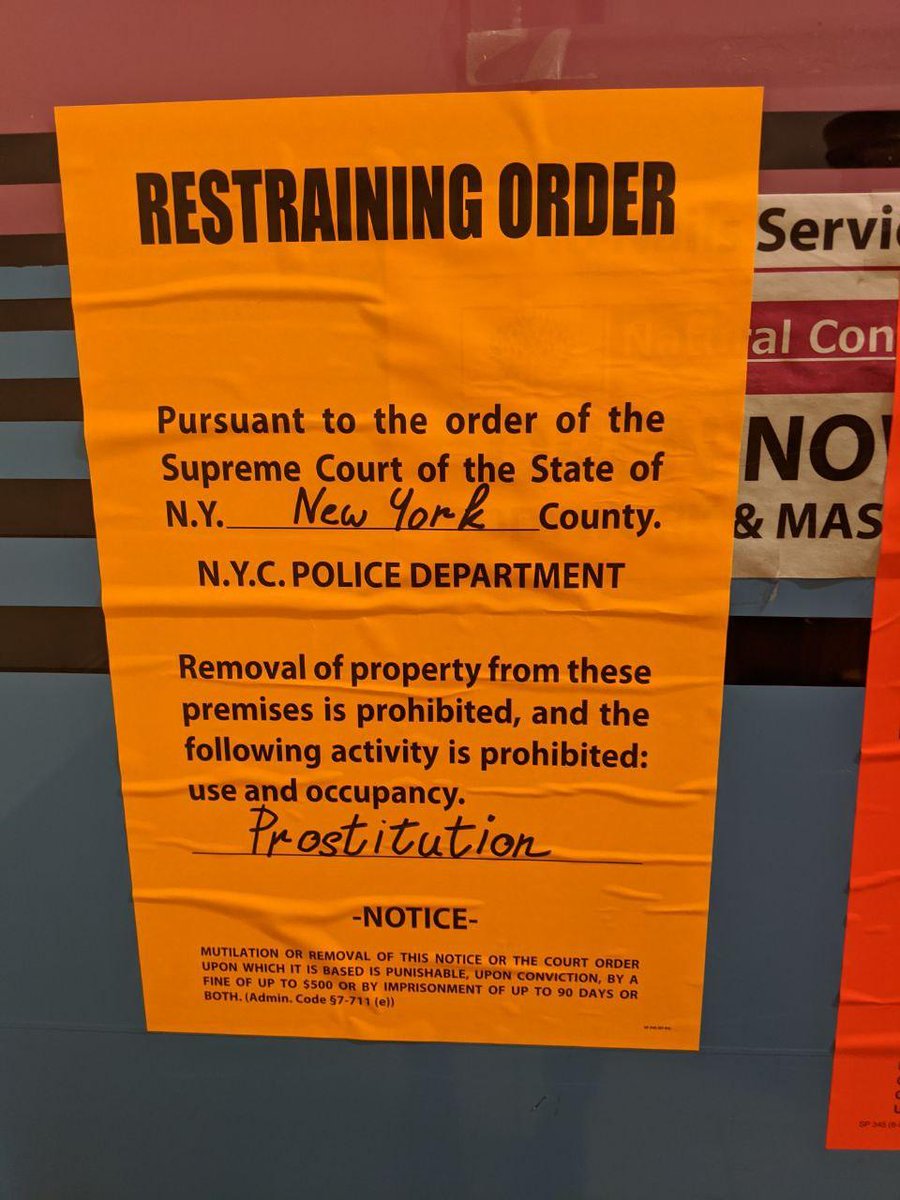 RESTRAINING ORDER
Pursuant to the order of the
Supreme Court of the State of
N.Y. New York County.
N.Y.C. POLICE DEPARTMENT
Removal of property from these
premises is prohibited, and the
following activity is prohibited:
use and occupancy.
Prostitution
-NOTICE-
MUTILATION OR REMOVAL OF THIS NOTICE OR THE COURT ORDER
UPON WHICH IT IS BASED IS PUNISHABLE, UPON CONVICTION, BY A
FINE OF UP TO $500 OR BY IMPRISONMENT OF UP TO 90 DAYS OR
BOTH. (Admin. Code §7-711 (e))
Servi
Natural Con
NO
& MAS
SP 345